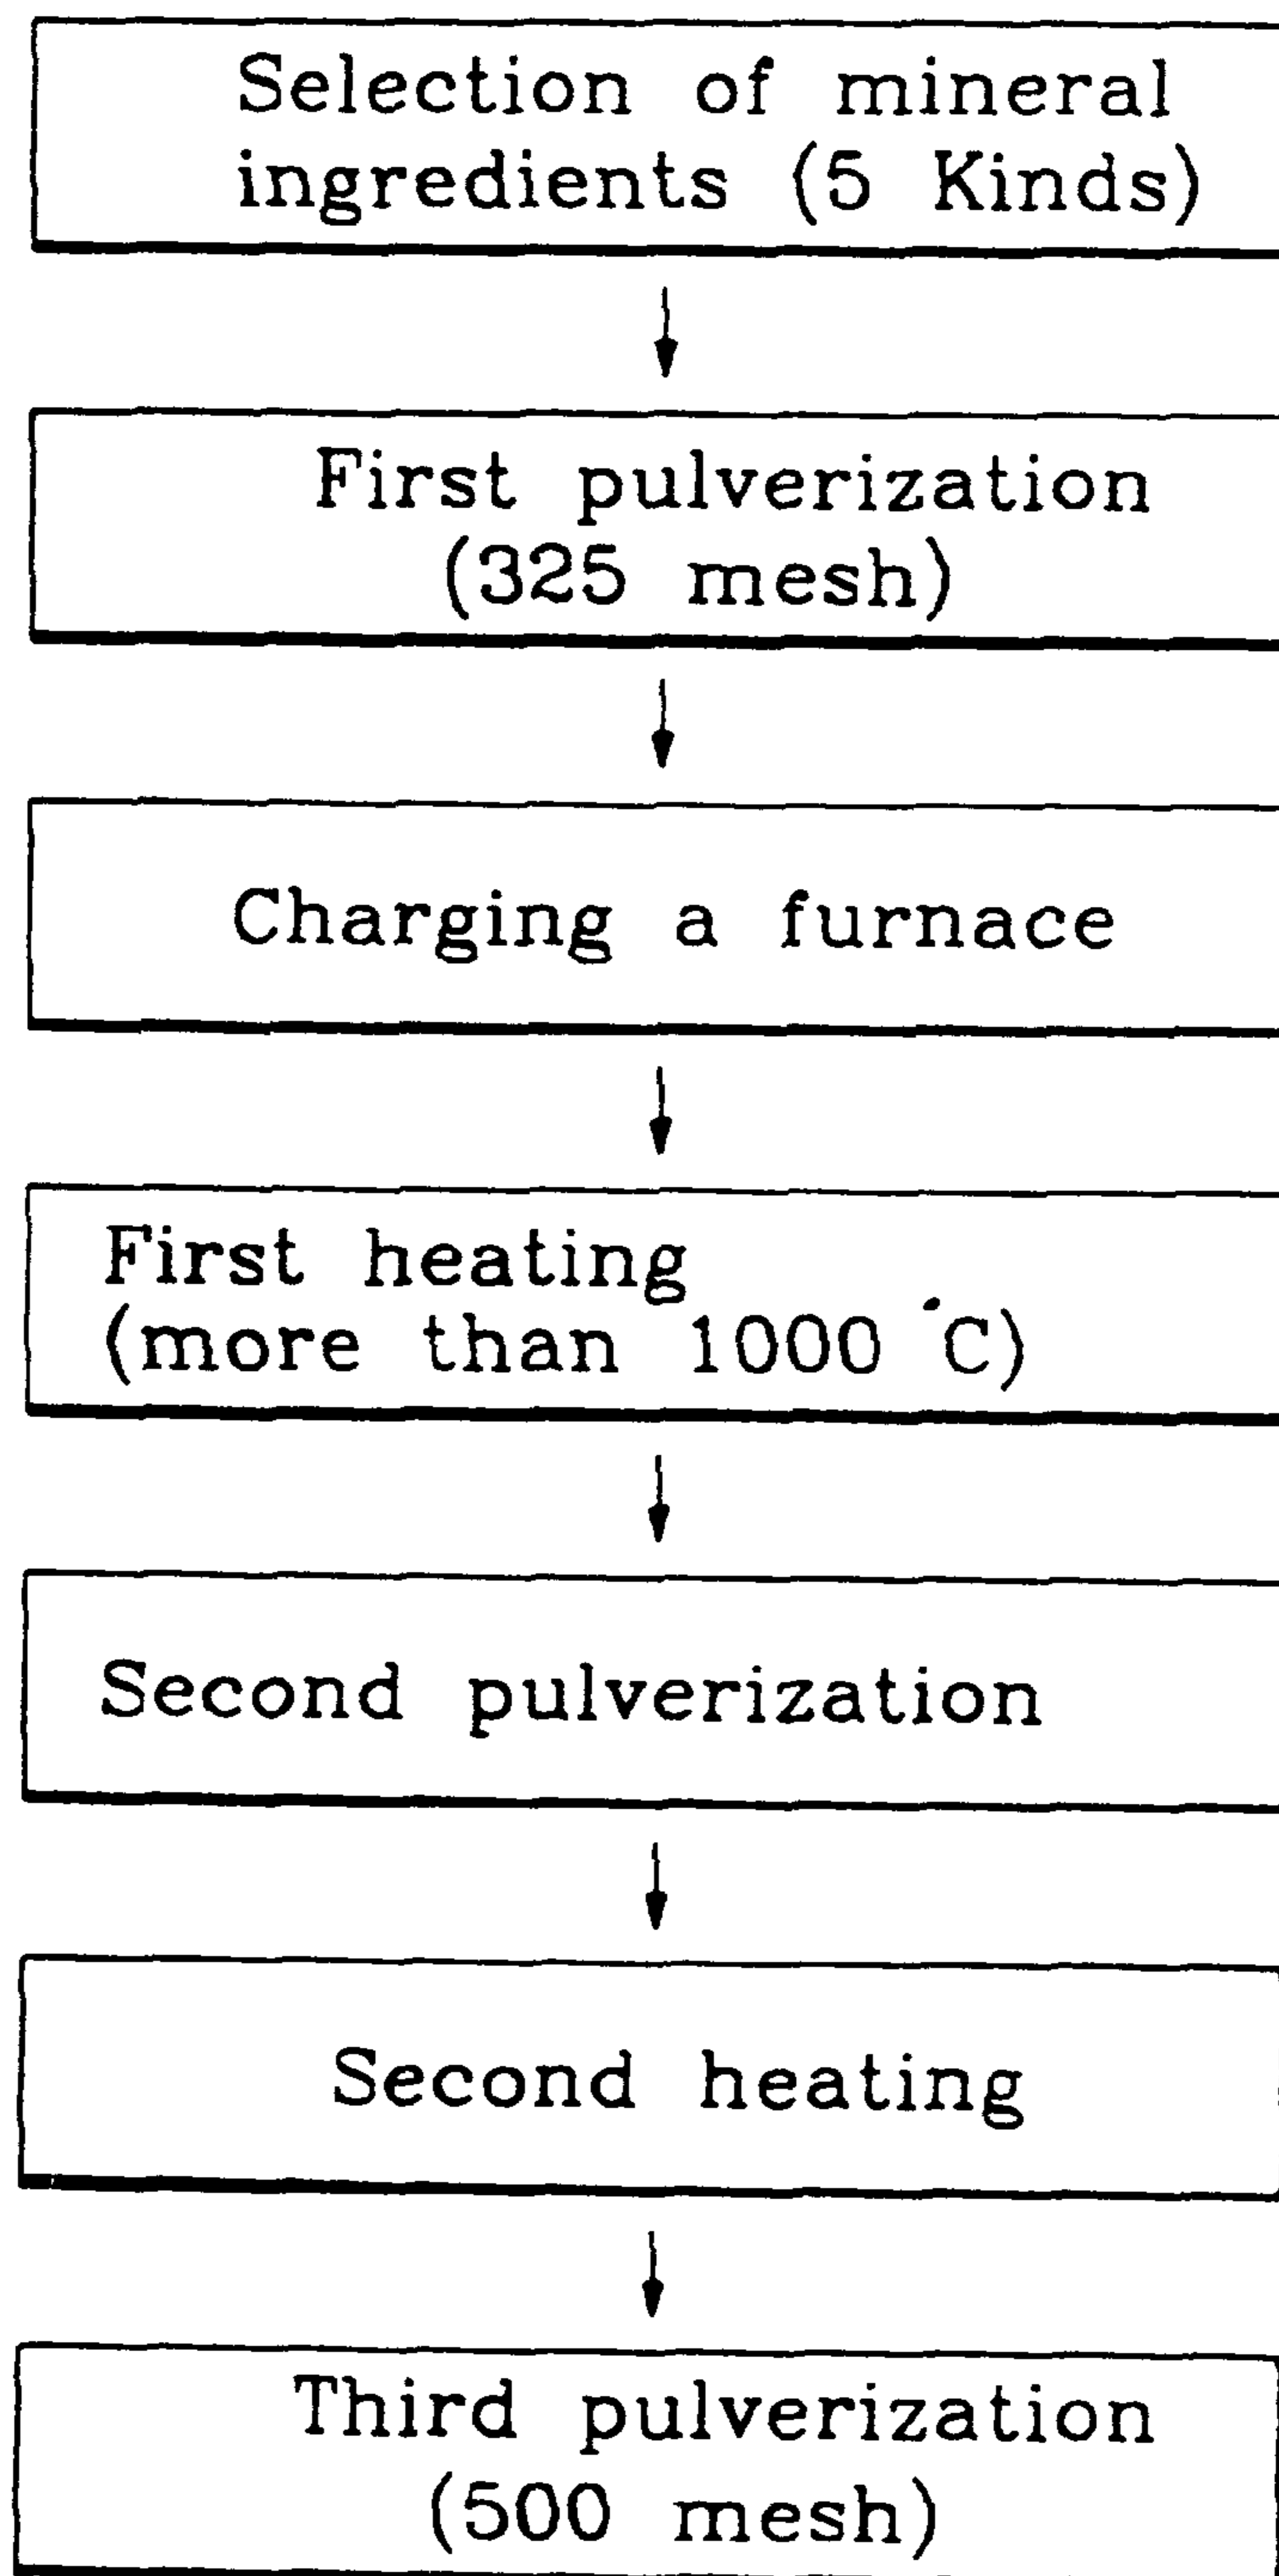 Selection of mineral
ingredients (5 Kinds)
First pulverization
(325 mesh)
Charging a furnace
First heating
(more than 1000 °C)
Second pulverization
Second heating
Third pulverization
(500 mesh)